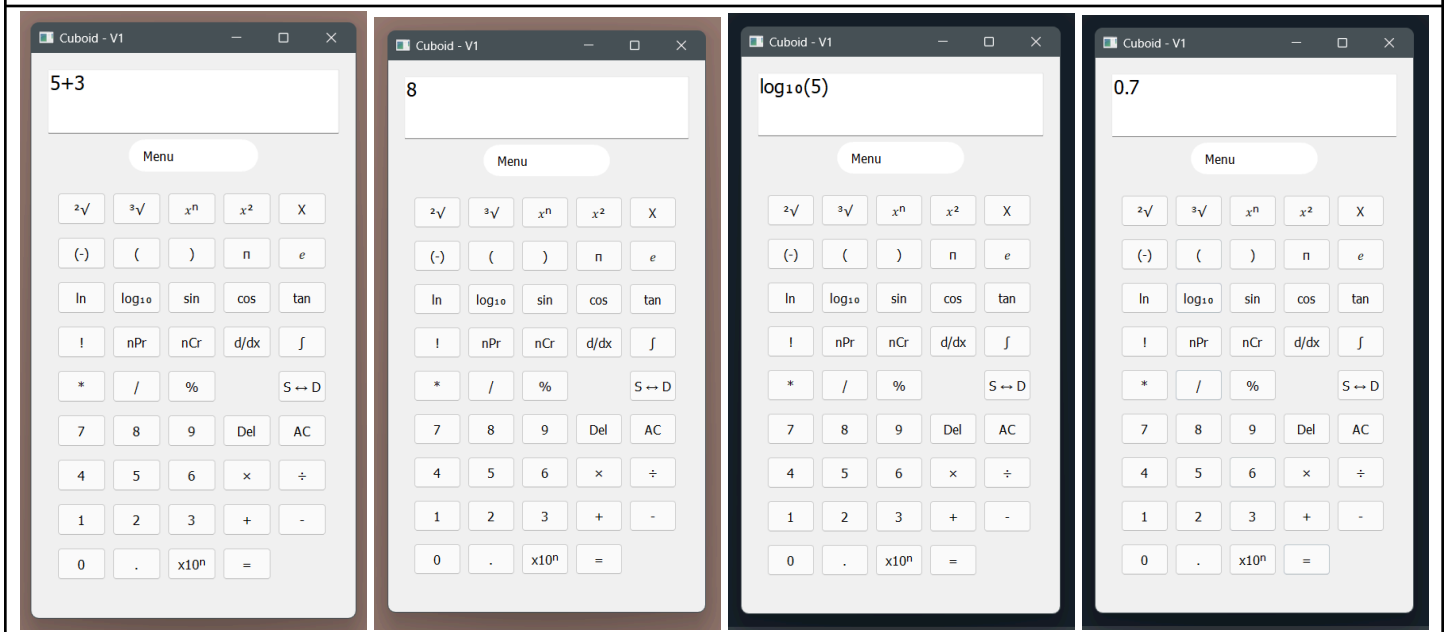 Cuboid - V1
5+3
Menu
²√ ³√ xⁿ x² X
(-) ( ) π e
ln log₁₀ sin cos tan
! nPr nCr d/dx ∫
* / % S ↔ D
7 8 9 Del AC
4 5 6 × ÷
1 2 3 + -
0 . x10ⁿ =
Cuboid - V1
8
Menu
²√ ³√ xⁿ x² X
(-) ( ) π e
ln log₁₀ sin cos tan
! nPr nCr d/dx ∫
* / % S ↔ D
7 8 9 Del AC
4 5 6 × ÷
1 2 3 + -
0 . x10ⁿ =
Cuboid - V1
log₁₀(5)
Menu
²√ ³√ xⁿ x² X
(-) ( ) π e
ln log₁₀ sin cos tan
! nPr nCr d/dx ∫
* / % S ↔ D
7 8 9 Del AC
4 5 6 × ÷
1 2 3 + -
0 . x10ⁿ =
Cuboid - V1
0.7
Menu
²√ ³√ xⁿ x² X
(-) ( ) π e
ln log₁₀ sin cos tan
! nPr nCr d/dx ∫
* / % S ↔ D
7 8 9 Del AC
4 5 6 × ÷
1 2 3 + -
0 . x10ⁿ =